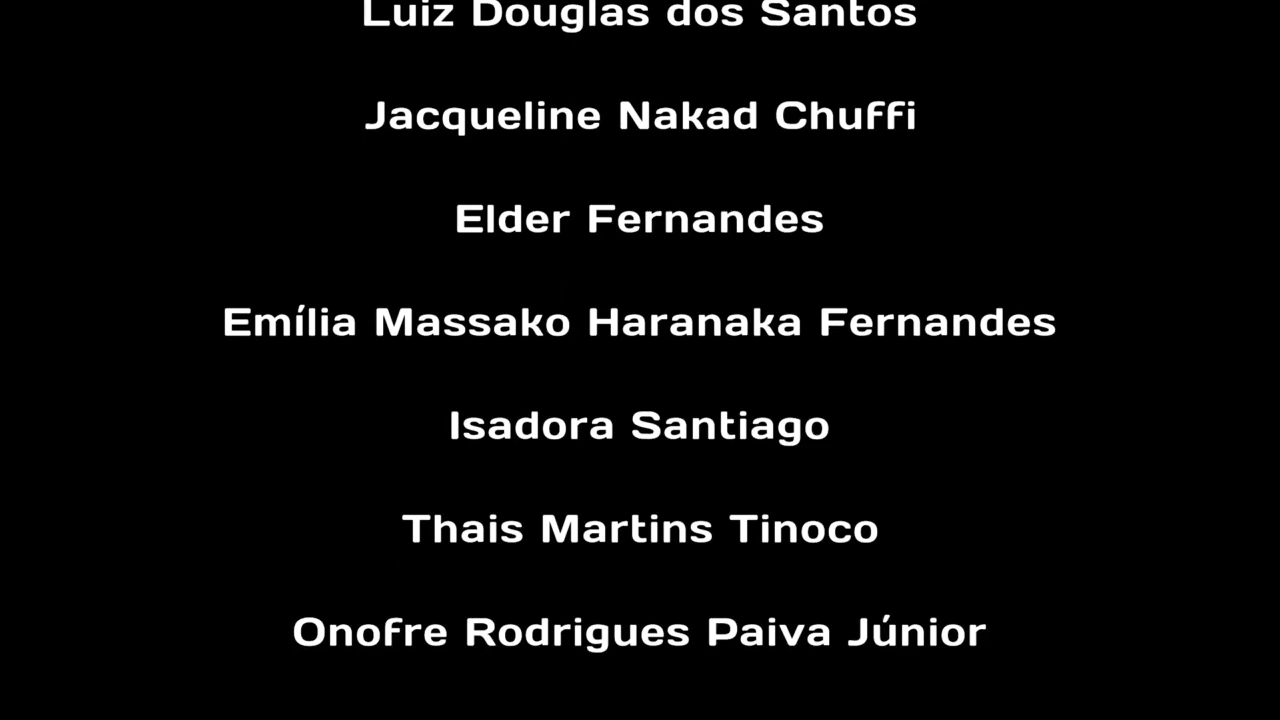 Luiz Douglas dos Santos
Jacqueline Nakad Chuffi
Elder Fernandes
Emília Massako Haranaka Fernandes
Isadora Santiago
Thais Martins Tinoco
Onofre Rodrigues Paiva Júnior